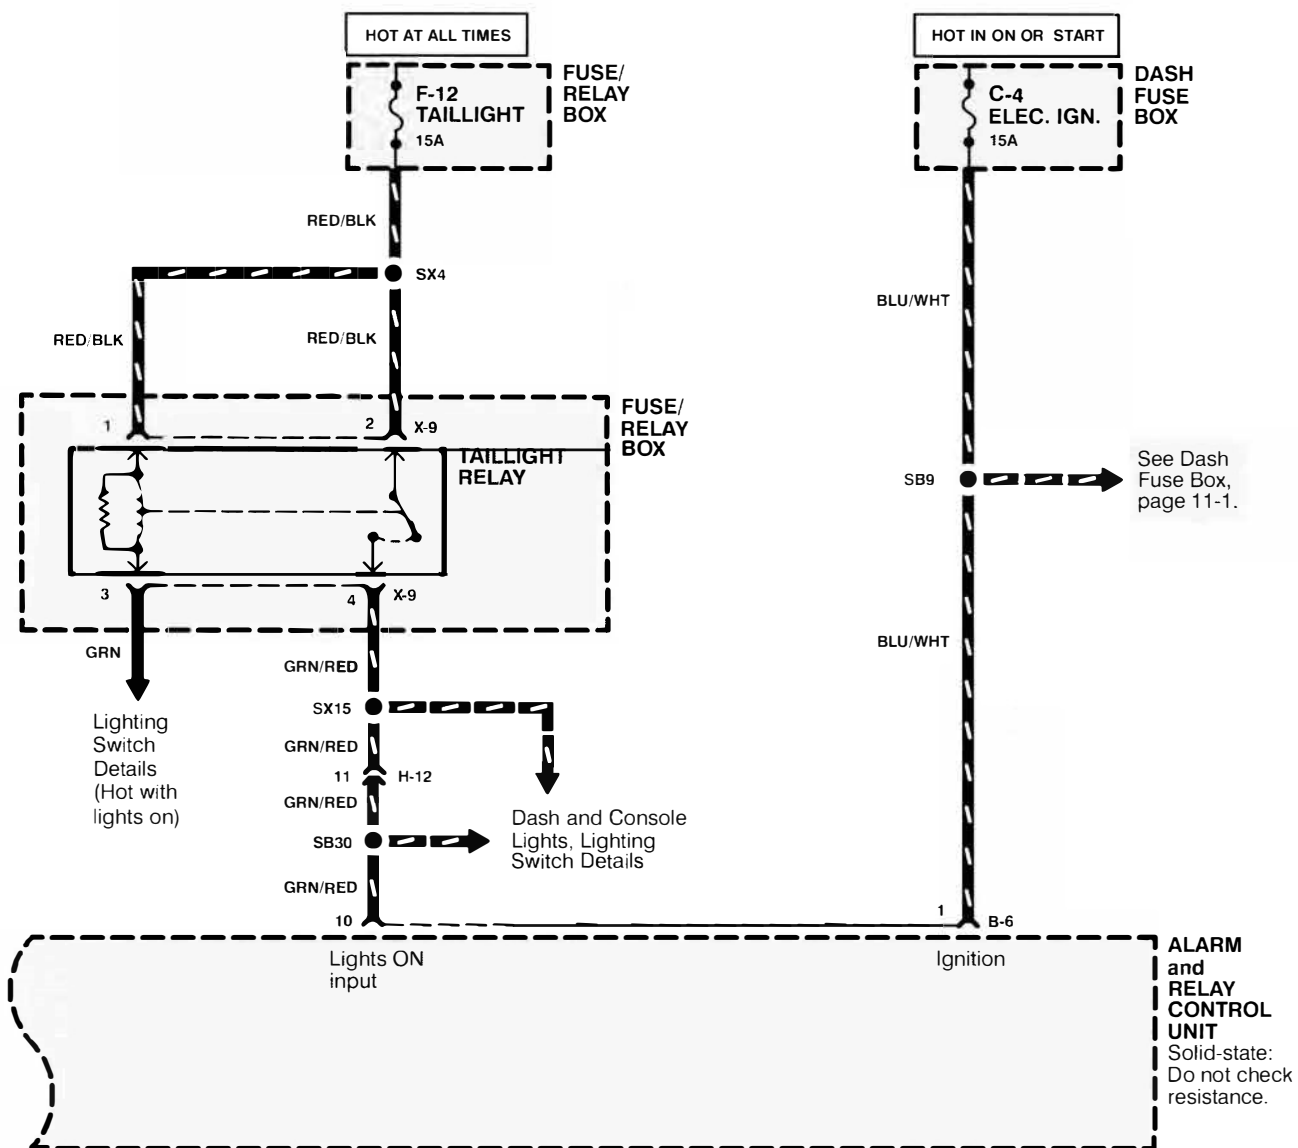 HOT AT ALL TIMES
HOT IN ON OR START
F-12
TAILLIGHT
15A
FUSE/
RELAY
BOX
C-4
ELEC. IGN.
15A
DASH
FUSE
BOX
RED/BLK
SX4
BLU/WHT
RED/BLK
RED/BLK
1
2
X-9
FUSE/
RELAY
BOX
TAILLIGHT
RELAY
SB9
See Dash
Fuse Box,
page 11-1.
3
4
X-9
GRN
GRN/RED
BLU/WHT
Lighting
Switch
Details
(Hot with
lights on)
SX15
GRN/RED
11
H-12
GRN/RED
Dash and Console
Lights, Lighting
Switch Details
SB30
GRN/RED
10
1
B-6
Lights ON
input
Ignition
ALARM
and
RELAY
CONTROL
UNIT
Solid-state:
Do not check
resistance.